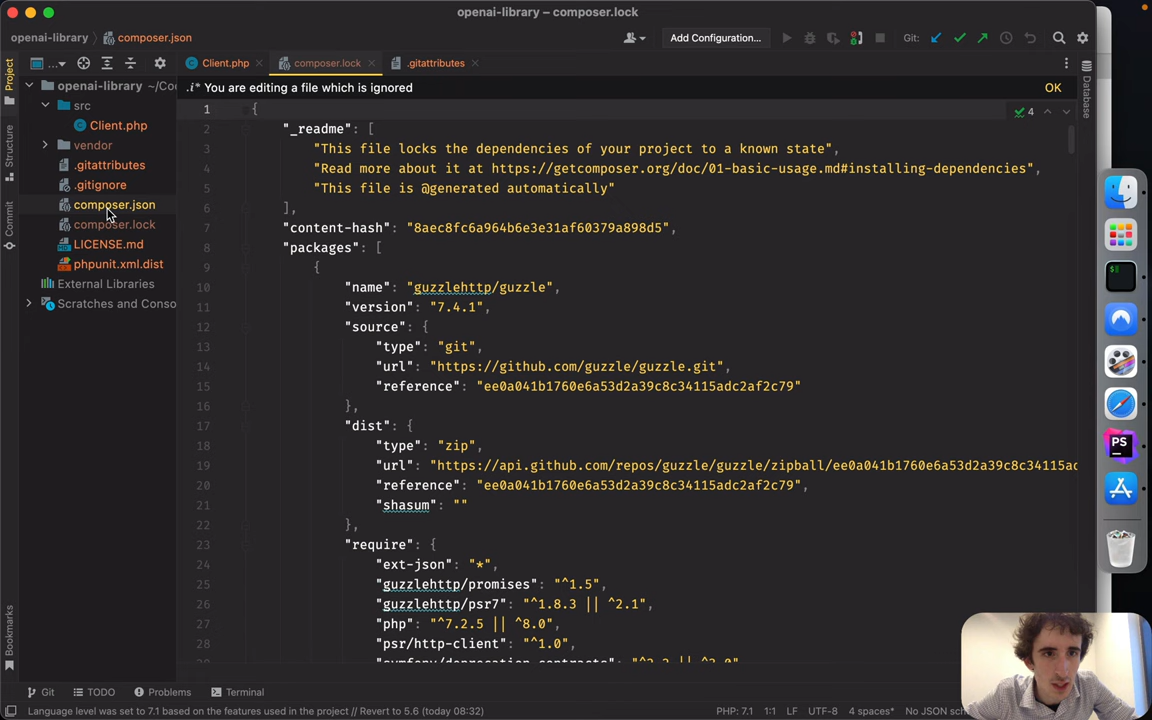 openai-library – composer.lock
openai-library
composer.json
Add Configuration...
Git:
Project
...
Client.php
composer.lock
.gitattributes
openai-library ~/Co
src
Client.php
vendor
.gitattributes
.gitignore
composer.json
composer.lock
LICENSE.md
phpunit.xml.dist
External Libraries
Scratches and Conso
Structure
Commit
Bookmarks
Database
.i* You are editing a file which is ignored
OK
4
1 {
2 "_readme": [
3 "This file locks the dependencies of your project to a known state",
4 "Read more about it at https://getcomposer.org/doc/01-basic-usage.md#installing-dependencies",
5 "This file is @generated automatically"
6 ],
7 "content-hash": "8aec8fc6a964b6e3e31af60379a898d5",
8 "packages": [
9 {
10 "name": "guzzlehttp/guzzle",
11 "version": "7.4.1",
12 "source": {
13 "type": "git",
14 "url": "https://github.com/guzzle/guzzle.git",
15 "reference": "ee0a041b1760e6a53d2a39c8c34115adc2af2c79"
16 },
17 "dist": {
18 "type": "zip",
19 "url": "https://api.github.com/repos/guzzle/guzzle/zipball/ee0a041b1760e6a53d2a39c8c34115ad
20 "reference": "ee0a041b1760e6a53d2a39c8c34115adc2af2c79",
21 "shasum": ""
22 },
23 "require": {
24 "ext-json": "*",
25 "guzzlehttp/promises": "^1.5",
26 "guzzlehttp/psr7": "^1.8.3 || ^2.1",
27 "php": "^7.2.5 || ^8.0",
28 "psr/http-client": "^1.0",
PS
Git
TODO
Problems
Terminal
Language level was set to 7.1 based on the features used in the project // Revert to 5.6 (today 08:32)
PHP: 7.1
1:1
LF
UTF-8
4 spaces*
No JSON